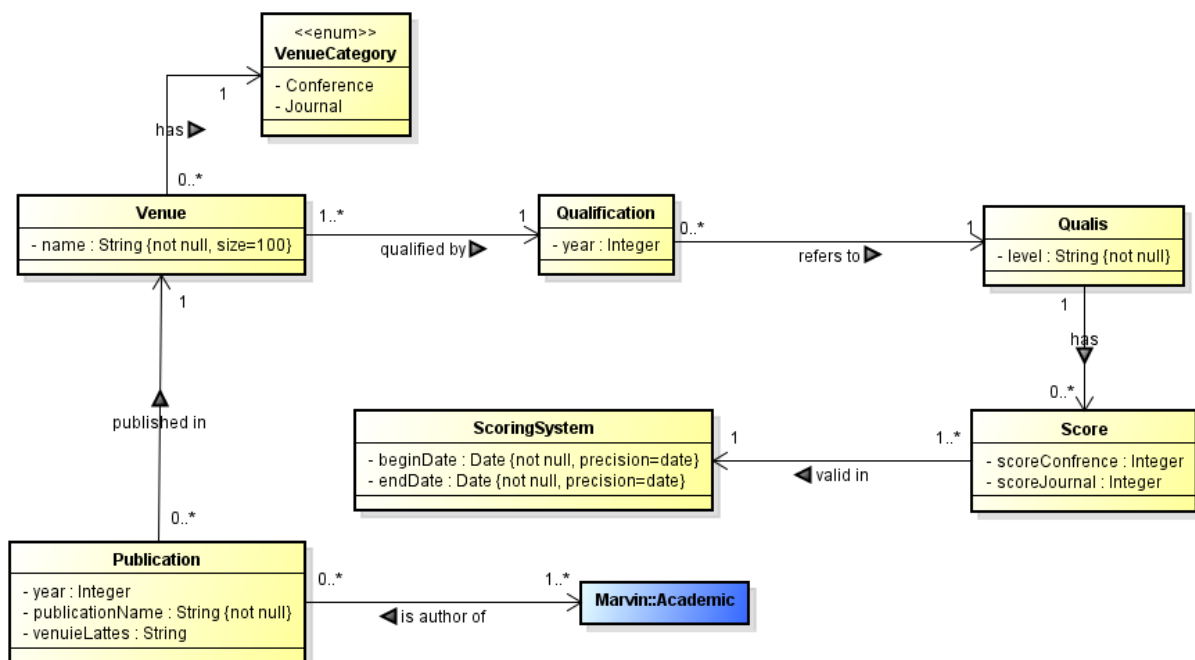 <<enum>>
VenueCategory
- Conference
- Journal
1
has
0..*
Venue
- name : String {not null, size=100}
1..*
qualified by
1
Qualification
- year : Integer
0..*
refers to
1
Qualis
- level : String {not null}
1
has
0..*
1
published in
0..*
ScoringSystem
- beginDate : Date {not null, precision=date}
- endDate : Date {not null, precision=date}
1
valid in
1..*
Score
- scoreConfrence : Integer
- scoreJournal : Integer
Publication
- year : Integer
- publicationName : String {not null}
- venuieLattes : String
0..*
is author of
1..*
Marvin::Academic